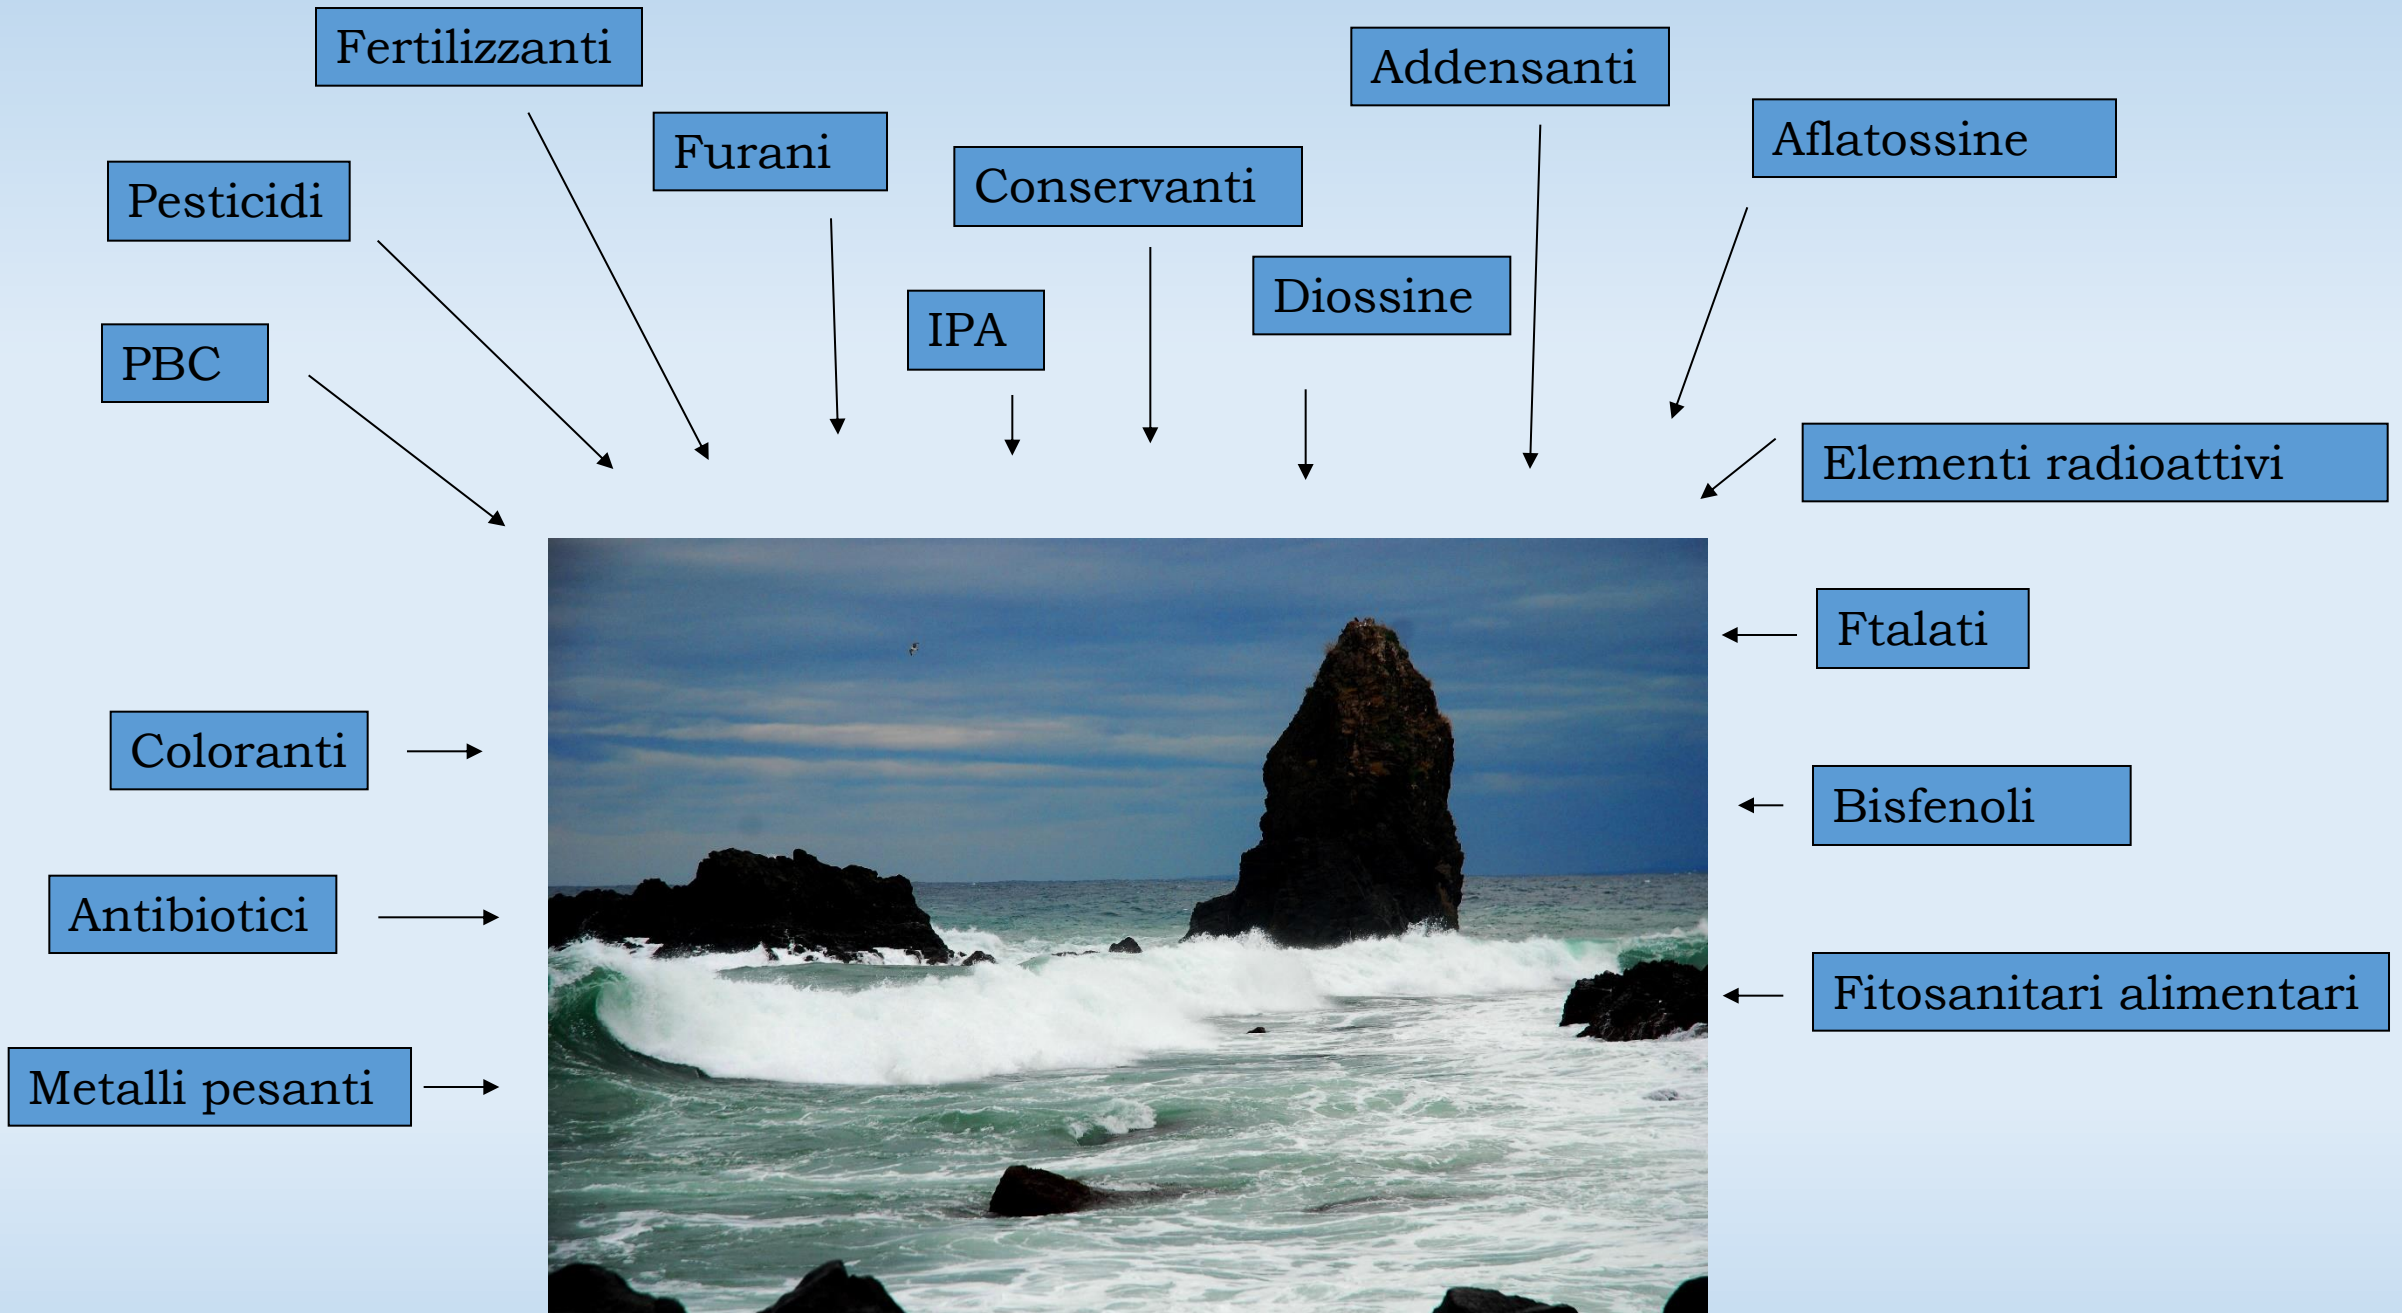 Fertilizzanti
Addensanti
Aflatossine
Furani
Conservanti
Pesticidi
Diossine
IPA
PBC
Elementi radioattivi
Ftalati
Coloranti
Bisfenoli
Antibiotici
Fitosanitari alimentari
Metalli pesanti